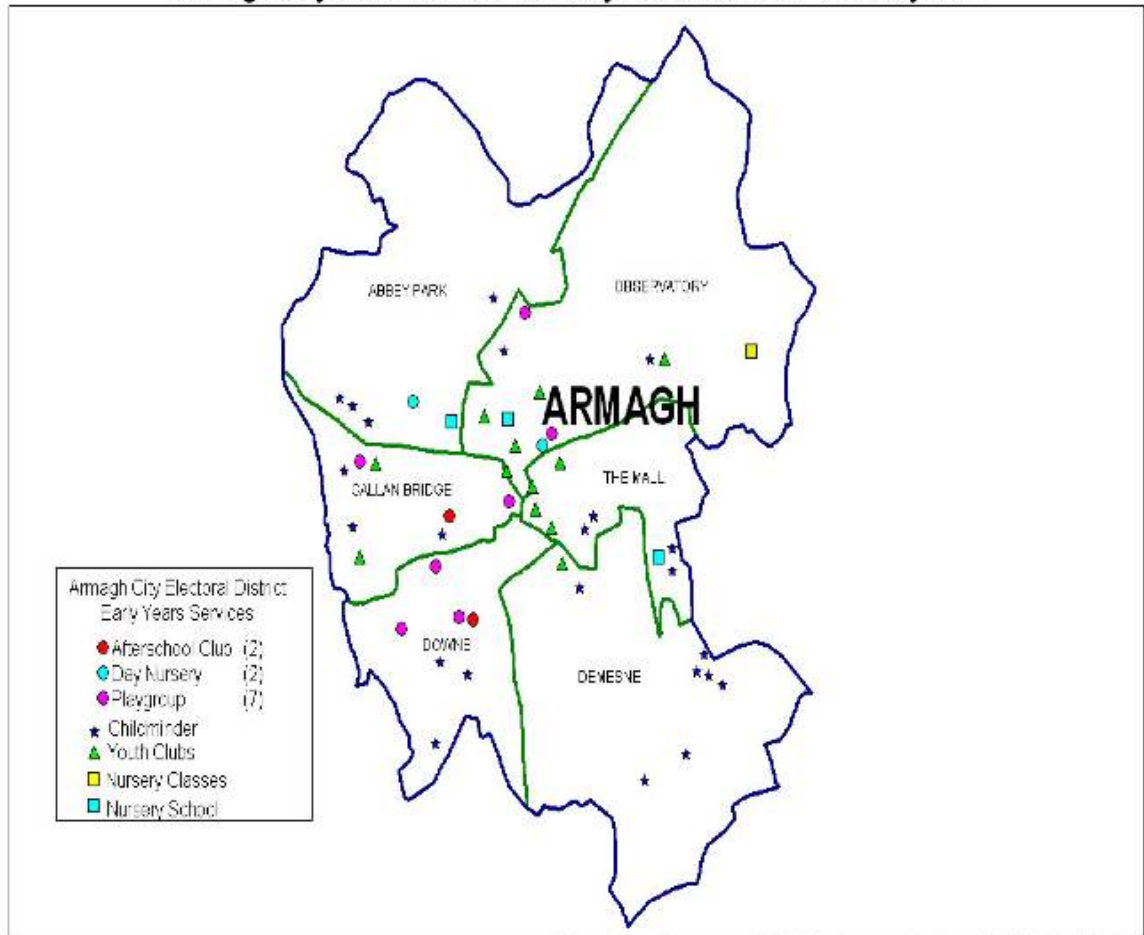 ABBEY PARK
OBSERVATORY
ARMAGH
THE MALL
CALLAN BRIDGE
DOWNE
DEMESNE
Armagh City Electoral District
Early Years Services
Afterschool Club (2)
Day Nursery (2)
Playgroup (7)
Childminder
Youth Clubs
Nursery Classes
Nursery School